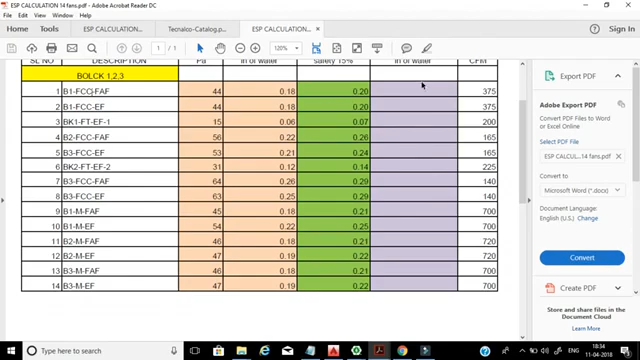 ESP CALCULATION 14 fans.pdf - Adobe Acrobat Reader DC
File Edit View Window Help
Home Tools ESP CALCULATION ... Tecnalco-Catalog.p... ESP CALCULATION ... × Sign In
120%
SL NO DESCRIPTION Pa in of water safety 15% in of water CFM
BOLCK 1,2,3
1 B1-FCC-FAF 44 0.18 0.20 375
2 B1-FCC-EF 44 0.18 0.20 375
3 BK1-FT-EF-1 15 0.06 0.07 200
4 B2-FCC-FAF 56 0.22 0.26 165
5 B3-FCC-EF 53 0.21 0.24 165
6 BK2-FT-EF-2 31 0.12 0.14 225
7 B3-FCC-FAF 64 0.26 0.29 140
8 B3-FCC-EF 63 0.25 0.29 140
9 B1-M-FAF 45 0.18 0.21 700
10 B1-M-EF 54 0.22 0.25 700
11 B2-M-FAF 46 0.18 0.21 720
12 B2-M-EF 47 0.19 0.22 720
13 B3-M-FAF 46 0.18 0.21 700
14 B3-M-EF 47 0.19 0.22 700
Export PDF
Adobe Export PDF
Convert PDF Files to Word
or Excel Online
Select PDF File
ESP CALCUL...14 fans.pdf ×
Convert to
Microsoft Word (*.docx)
Document Language:
English (U.S.) Change
Convert
Create PDF
Store and share files in the
Document Cloud
Learn More
Type here to search
18:34
11-04-2018